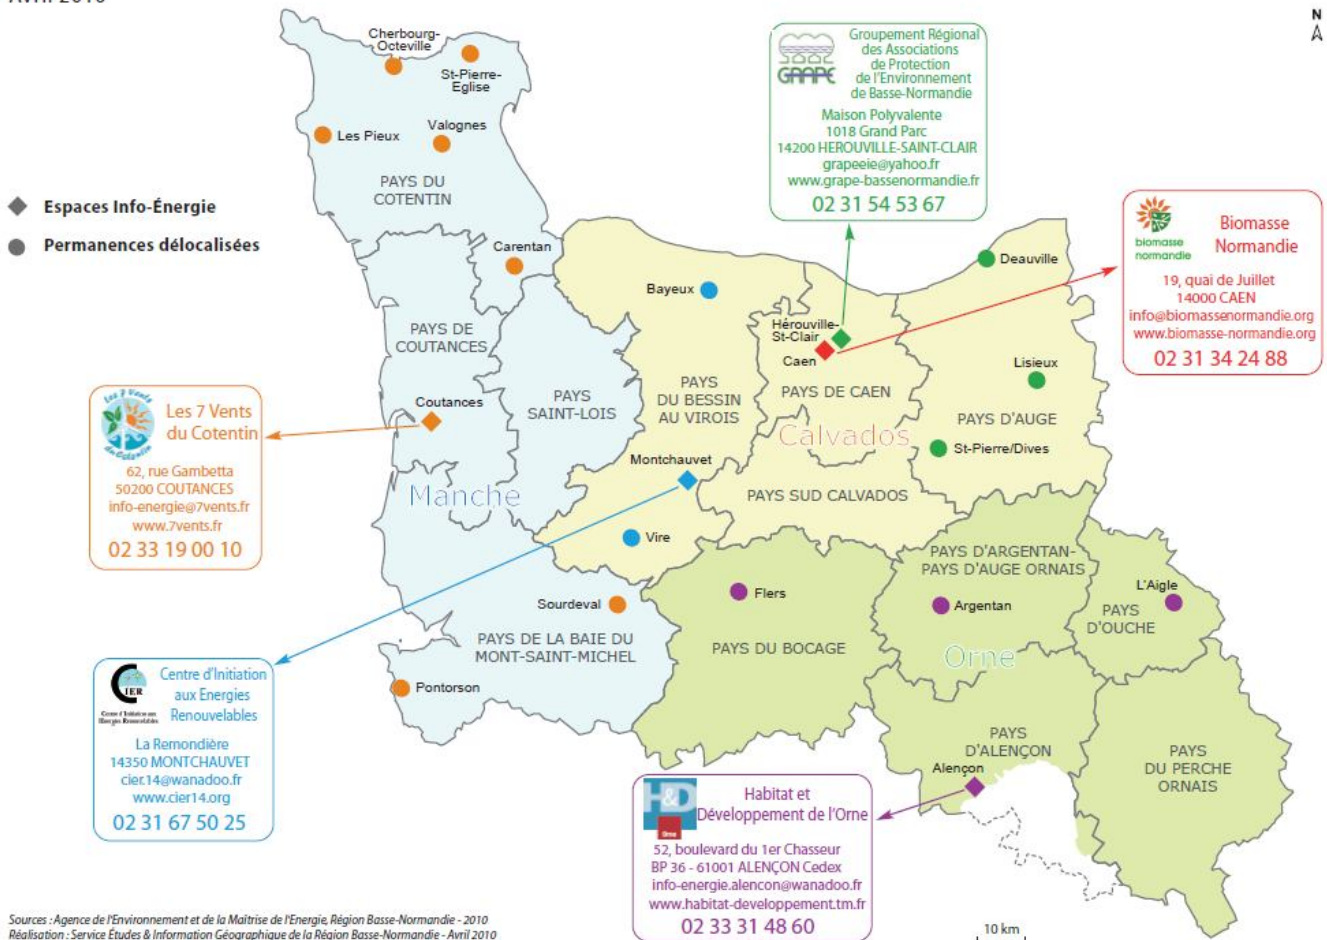 Avril 2010
N
Espaces Info-Énergie
Permanences délocalisées
Cherbourg-
Octeville
St-Pierre-
Eglise
Les Pieux
Valognes
PAYS DU
COTENTIN
Carentan
PAYS DE
COUTANCES
Coutances
PAYS
SAINT-LOIS
Manche
Sourdeval
PAYS DE LA BAIE DU
MONT-SAINT-MICHEL
Pontorson
Bayeux
PAYS
DU BESSIN
AU VIROIS
Montchauvet
Vire
Hérouville-
St-Clair
Caen
PAYS DE CAEN
Calvados
PAYS SUD CALVADOS
Deauville
Lisieux
PAYS D'AUGE
St-Pierre/Dives
PAYS D'ARGENTAN-
PAYS D'AUGE ORNAIS
Flers
Argentan
L'Aigle
PAYS
D'OUCHE
PAYS DU BOCAGE
Orne
PAYS
D'ALENÇON
Alençon
PAYS
DU PERCHE
ORNAIS
GRAPE
Groupement Régional
des Associations
de Protection
de l'Environnement
de Basse-Normandie
Maison Polyvalente
1018 Grand Parc
14200 HEROUVILLE-SAINT-CLAIR
grapeeie@yahoo.fr
www.grape-bassenormandie.fr
02 31 54 53 67
biomasse
normandie
Biomasse
Normandie
19, quai de Juillet
14000 CAEN
info@biomassenormandie.org
www.biomasse-normandie.org
02 31 34 24 88
Les 7 Vents
du Cotentin
Les 7 Vents
du Cotentin
62, rue Gambetta
50200 COUTANCES
info-energie@7vents.fr
www.7vents.fr
02 33 19 00 10
CIER
Centre d'Initiation aux
Energies Renouvelables
Centre d'Initiation
aux Energies
Renouvelables
La Remondière
14350 MONTCHAUVET
cier.14@wanadoo.fr
www.cier14.org
02 31 67 50 25
H&D
Orne
Habitat et
Développement de l'Orne
52, boulevard du 1er Chasseur
BP 36 - 61001 ALENÇON Cedex
info-energie.alencon@wanadoo.fr
www.habitat-developpement.tm.fr
02 33 31 48 60
10 km
Sources : Agence de l'Environnement et de la Maîtrise de l'Energie, Région Basse-Normandie - 2010
Réalisation : Service Études & Information Géographique de la Région Basse-Normandie - Avril 2010